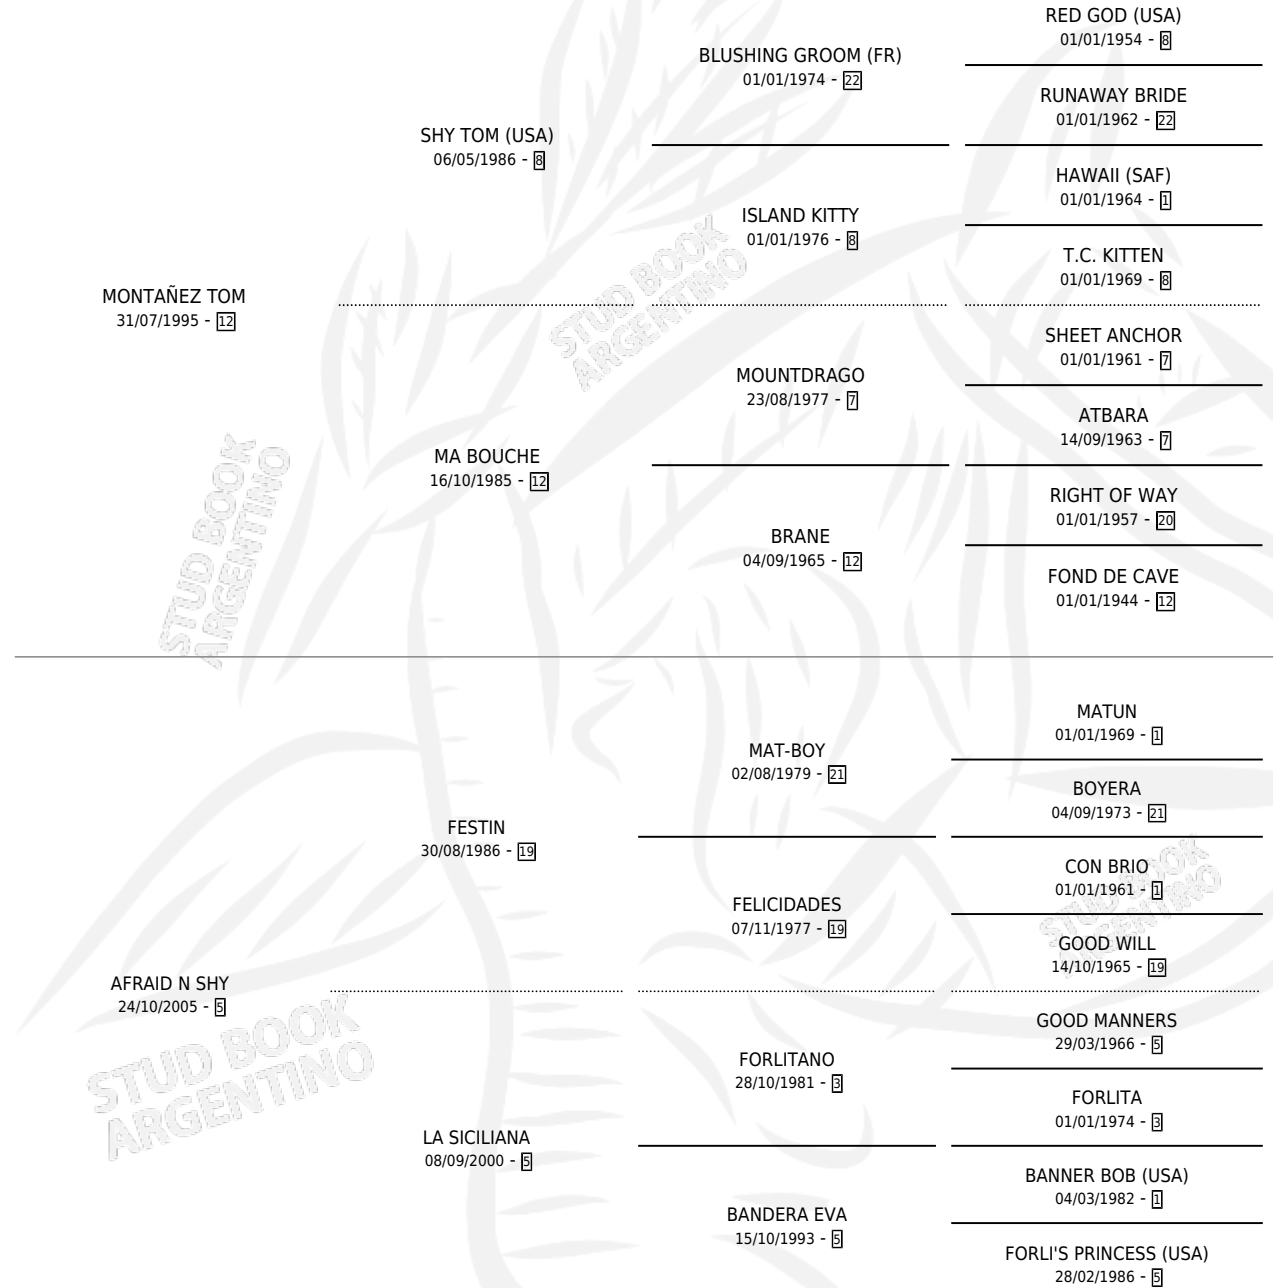 RED GOD (USA)
01/01/1954 - 8
BLUSHING GROOM (FR)
01/01/1974 - 22
RUNAWAY BRIDE
01/01/1962 - 22
SHY TOM (USA)
06/05/1986 - 8
HAWAII (SAF)
01/01/1964 - 1
ISLAND KITTY
01/01/1976 - 8
T.C. KITTEN
01/01/1969 - 8
MONTAÑEZ TOM
31/07/1995 - 12
SHEET ANCHOR
01/01/1961 - 7
MOUNTDRAGO
23/08/1977 - 7
ATBARA
14/09/1963 - 7
MA BOUCHE
16/10/1985 - 12
RIGHT OF WAY
01/01/1957 - 20
BRANE
04/09/1965 - 12
FOND DE CAVE
01/01/1944 - 12
MATUN
01/01/1969 - 1
MAT-BOY
02/08/1979 - 21
BOYERA
04/09/1973 - 21
FESTIN
30/08/1986 - 19
CON BRIO
01/01/1961 - 1
FELICIDADES
07/11/1977 - 19
GOOD WILL
14/10/1965 - 19
AFRAID N SHY
24/10/2005 - 5
GOOD MANNERS
29/03/1966 - 5
FORLITANO
28/10/1981 - 3
FORLITA
01/01/1974 - 3
LA SICILIANA
08/09/2000 - 5
BANNER BOB (USA)
04/03/1982 - 1
BANDERA EVA
15/10/1993 - 5
FORLI'S PRINCESS (USA)
28/02/1986 - 5
STUD BOOK
ARGENTINO
STUD BOOK
ARGENTINO
STUD BOOK
ARGENTINO
STUD BOOK
ARGENTINO